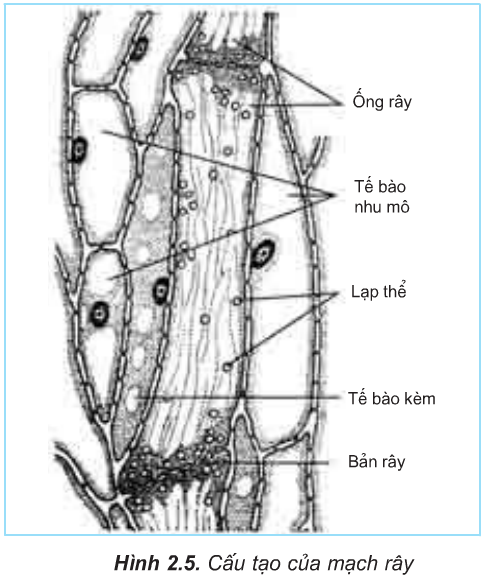 Ống rây
Tế bào
nhu mô
Lạp thể
Tế bào kèm
Bản rây
Hình 2.5. Cấu tạo của mạch rây